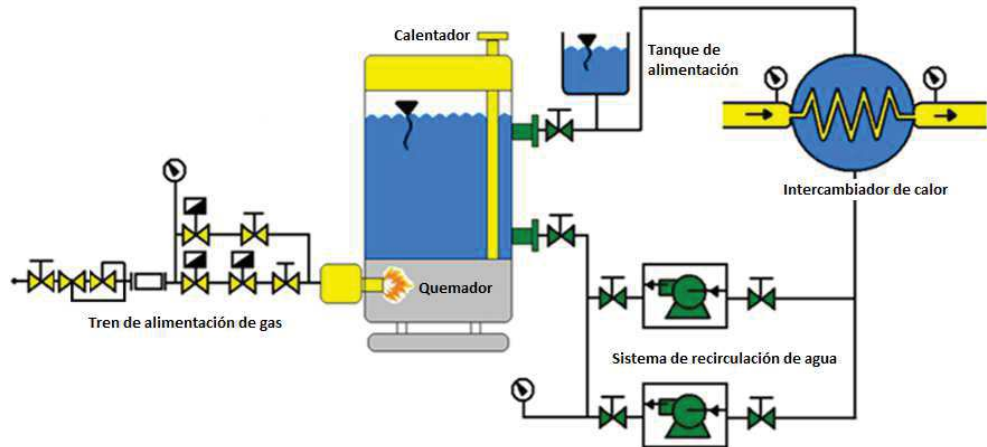 Calentador
Tanque de
alimentación
Intercambiador de calor
Quemador
Tren de alimentación de gas
Sistema de recirculación de agua